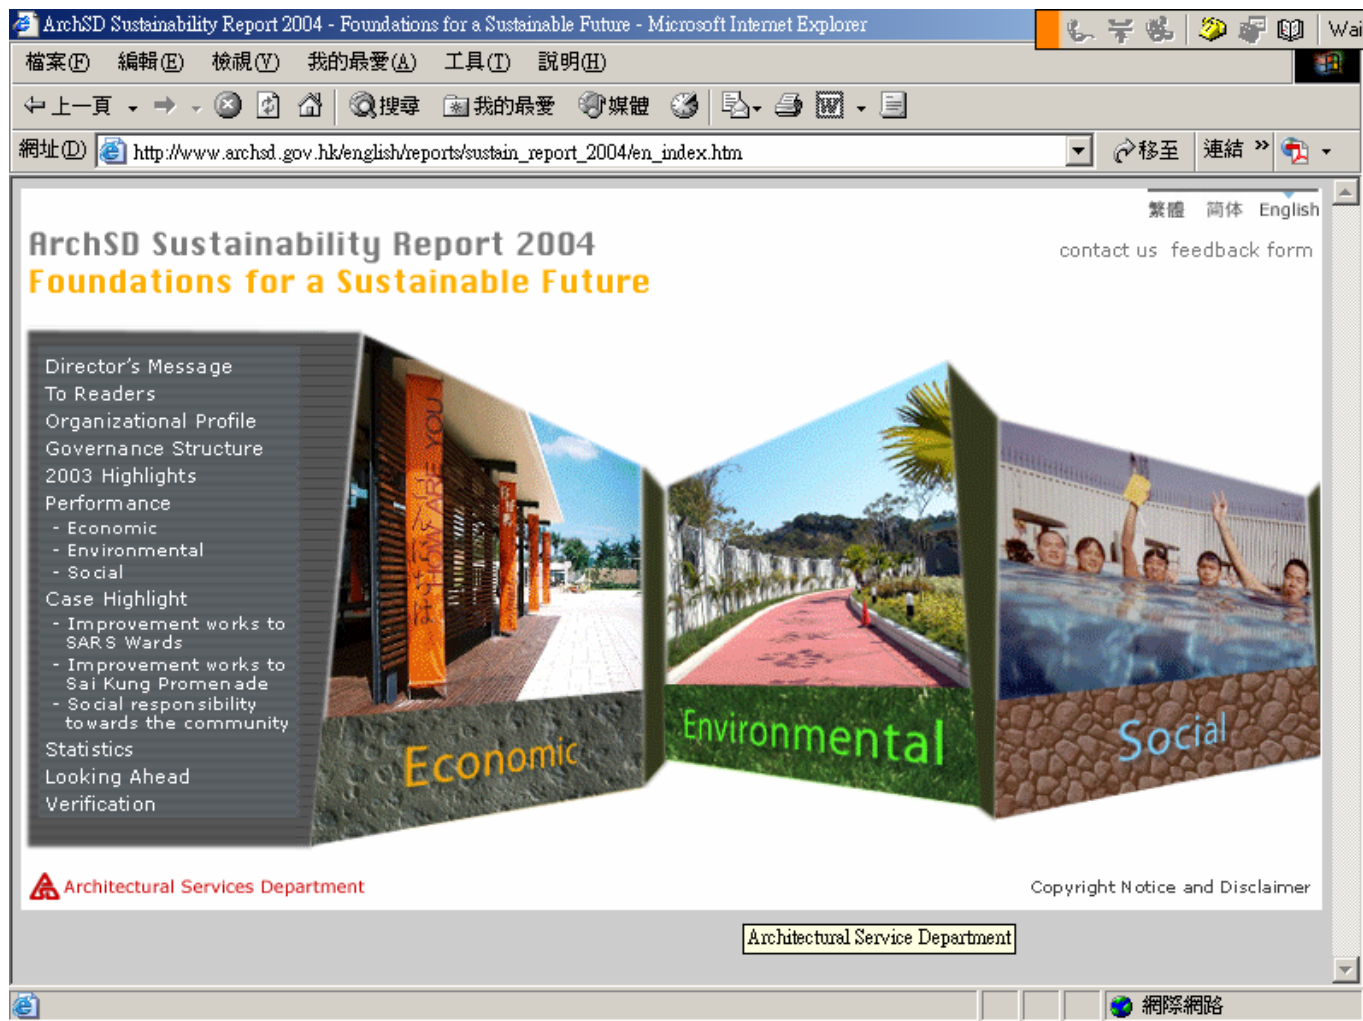 ArchSD Sustainability Report 2004 - Foundations for a Sustainable Future - Microsoft Internet Explorer
Wai
檔案(F) 編輯(E) 檢視(V) 我的最愛(A) 工具(T) 說明(H)
上一頁 搜尋 我的最愛 媒體
網址(D) http://www.archsd.gov.hk/english/reports/sustain_report_2004/en_index.htm 移至 連結 »
繁體 简体 English
ArchSD Sustainability Report 2004
contact us feedback form
Foundations for a Sustainable Future
Director's Message
To Readers
Organizational Profile
Governance Structure
2003 Highlights
Performance
- Economic
- Environmental
- Social
Case Highlight
- Improvement works to
SARS Wards
- Improvement works to
Sai Kung Promenade
- Social responsibility
towards the community
Statistics
Looking Ahead
Verification
HOW ARE YOU
Economic
Environmental
Social
Architectural Services Department
Copyright Notice and Disclaimer
Architectural Service Department
網際網路